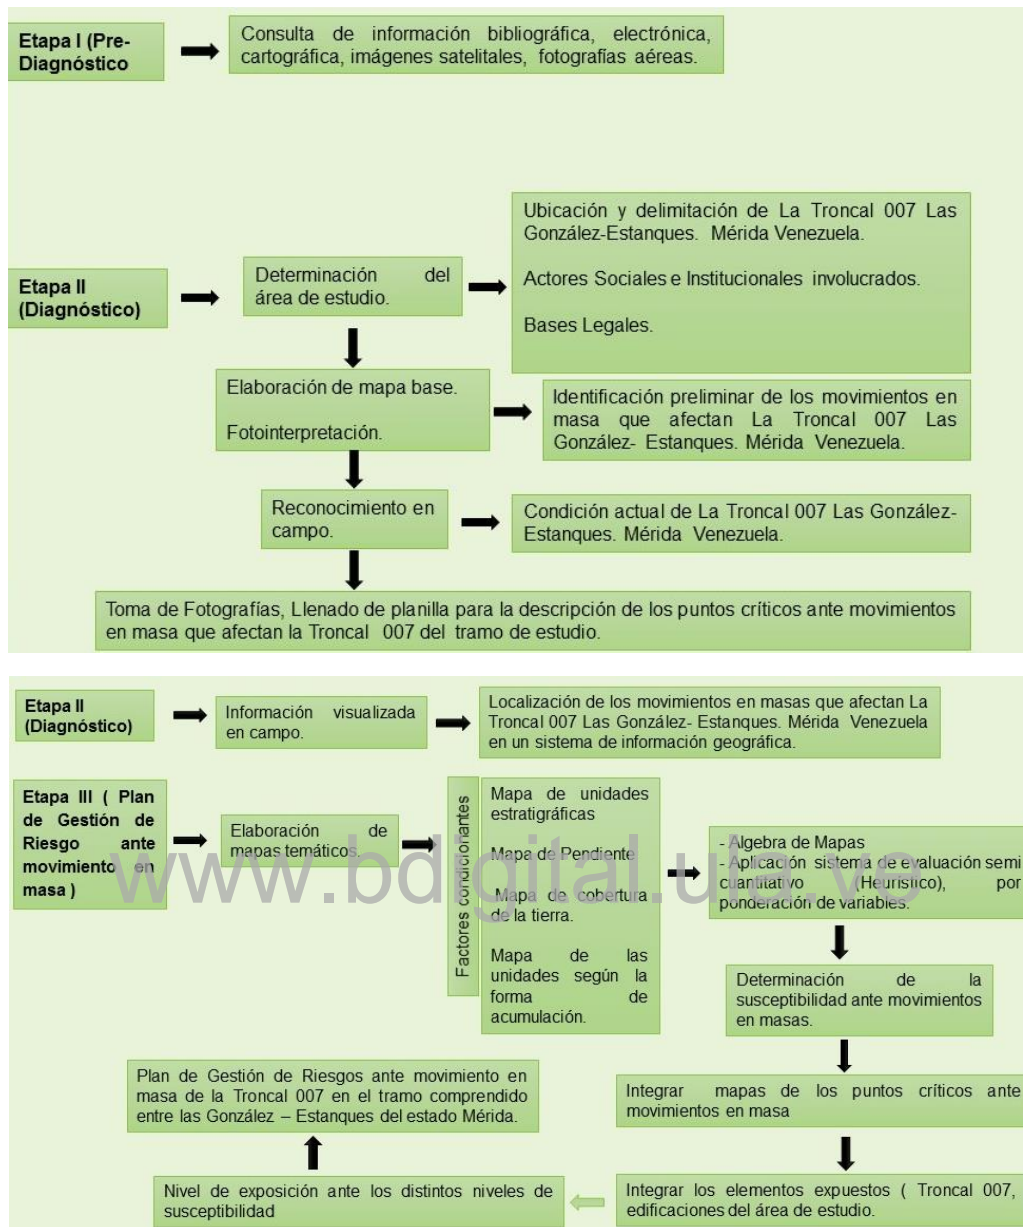 Etapa I (Pre-
Diagnóstico
Consulta de información bibliográfica, electrónica,
cartográfica, imágenes satelitales, fotografías aéreas.
Etapa II
(Diagnóstico)
Determinación del
área de estudio.
Ubicación y delimitación de La Troncal 007 Las
González-Estanques. Mérida Venezuela.
Actores Sociales e Institucionales involucrados.
Bases Legales.
Elaboración de mapa base.
Fotointerpretación.
Identificación preliminar de los movimientos en
masa que afectan La Troncal 007 Las
González- Estanques. Mérida Venezuela.
Reconocimiento en
campo.
Condición actual de La Troncal 007 Las González-
Estanques. Mérida Venezuela.
Toma de Fotografías, Llenado de planilla para la descripción de los puntos críticos ante movimientos
en masa que afectan la Troncal 007 del tramo de estudio.
Etapa II
(Diagnóstico)
Información visualizada
en campo.
Localización de los movimientos en masas que afectan La
Troncal 007 Las González- Estanques. Mérida Venezuela
en un sistema de información geográfica.
Etapa III ( Plan
de Gestión de
Riesgo ante
movimiento en
masa )
Elaboración de
mapas temáticos.
Factores condicionantes
Mapa de unidades
estratigráficas
Mapa de Pendiente
Mapa de cobertura
de la tierra.
Mapa de las
unidades según la
forma de
acumulación.
- Algebra de Mapas
- Aplicación sistema de evaluación semi
cuantitativo (Heurístico), por
ponderación de variables.
www.bdigital.ula.ve
Determinación de la
susceptibilidad ante movimientos
en masas.
Integrar mapas de los puntos críticos ante
movimientos en masa
Integrar los elementos expuestos ( Troncal 007,
edificaciones del área de estudio.
Nivel de exposición ante los distintos niveles de
susceptibilidad
Plan de Gestión de Riesgos ante movimiento en
masa de la Troncal 007 en el tramo comprendido
entre las González – Estanques del estado Mérida.